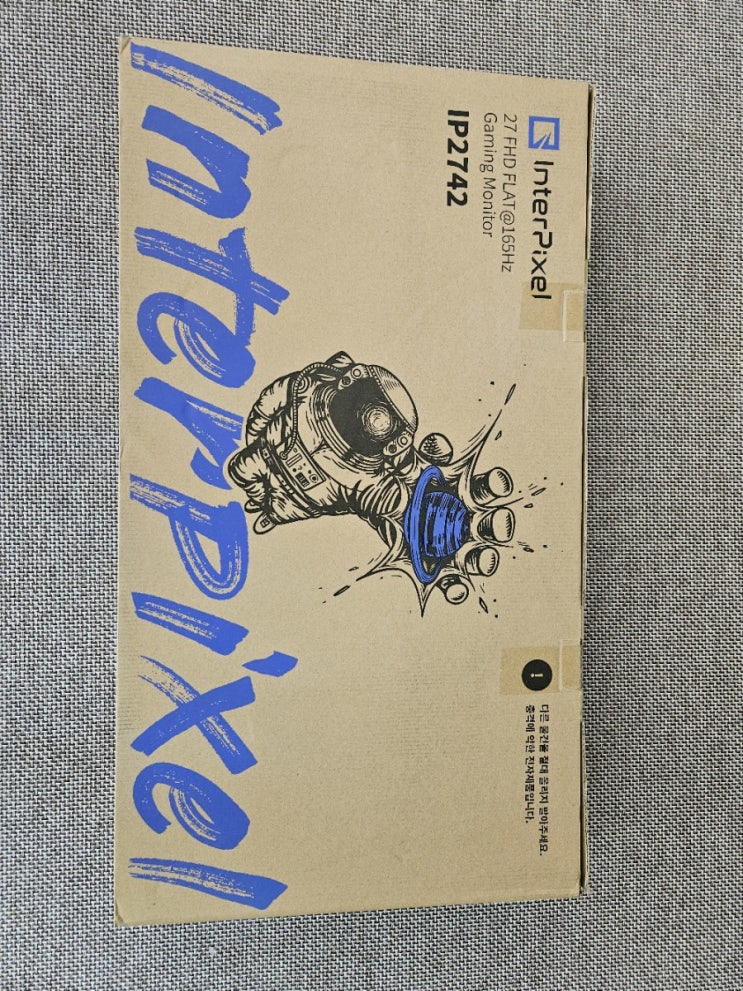 InterPixel
27 FHD FLAT@165Hz
Gaming Monitor
IP2742
!
다른 물건을 절대 올리지 말아주세요.
충격에 약한 전자제품입니다.
InterPixel